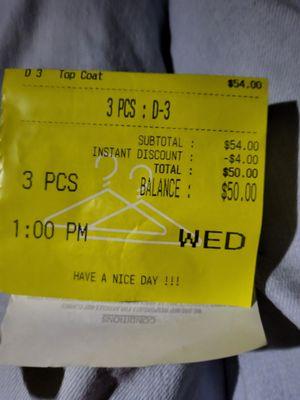 D 3 Top Coat $54.00
3 PCS : D-3
SUBTOTAL : $54.00
INSTANT DISCOUNT : -$4.00
TOTAL : $50.00
3 PCS BALANCE : $50.00
1:00 PM WED
HAVE A NICE DAY !!!
CONDITIONS